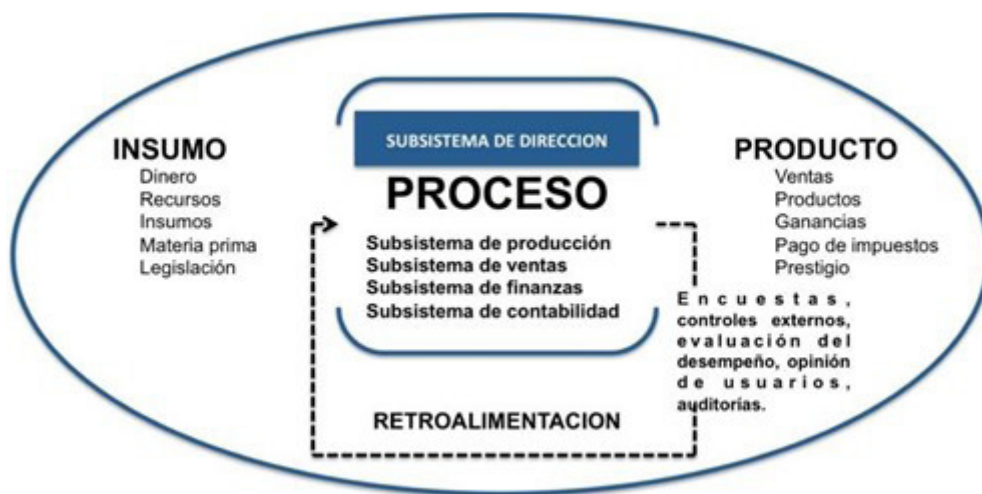 INSUMO
Dinero
Recursos
Insumos
Materia prima
Legislación
SUBSISTEMA DE DIRECCION
PROCESO
Subsistema de producción
Subsistema de ventas
Subsistema de finanzas
Subsistema de contabilidad
PRODUCTO
Ventas
Productos
Ganancias
Pago de impuestos
Prestigio
Encuestas,
controles externos,
evaluación del
desempeño, opinión
de usuarios,
auditorias.
RETROALIMENTACION